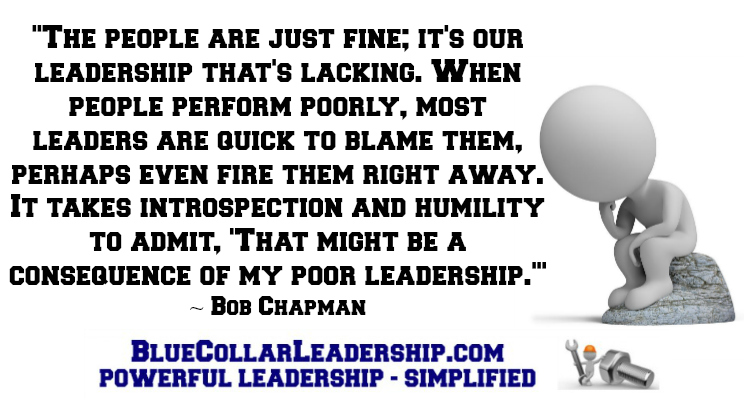 "The people are just fine; it's our
leadership that's lacking. When
people perform poorly, most
leaders are quick to blame them,
perhaps even fire them right away.
It takes introspection and humility
to admit, 'That might be a
consequence of my poor leadership.'"
~ Bob Chapman
BlueCollarLeadership.com
powerful leadership - simplified